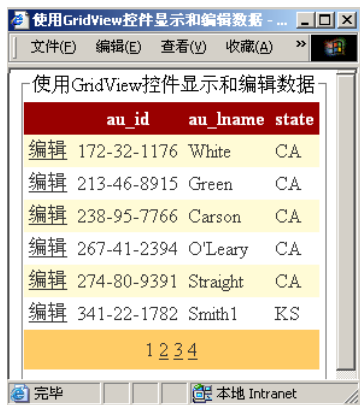 使用GridView控件显示和编辑数据 - ...
文件(F) 编辑(E) 查看(V) 收藏(A) »
使用GridView控件显示和编辑数据
au_id au_lname state
编辑 172-32-1176 White CA
编辑 213-46-8915 Green CA
编辑 238-95-7766 Carson CA
编辑 267-41-2394 O'Leary CA
编辑 274-80-9391 Straight CA
编辑 341-22-1782 Smith1 KS
1 2 3 4
完毕 本地 Intranet